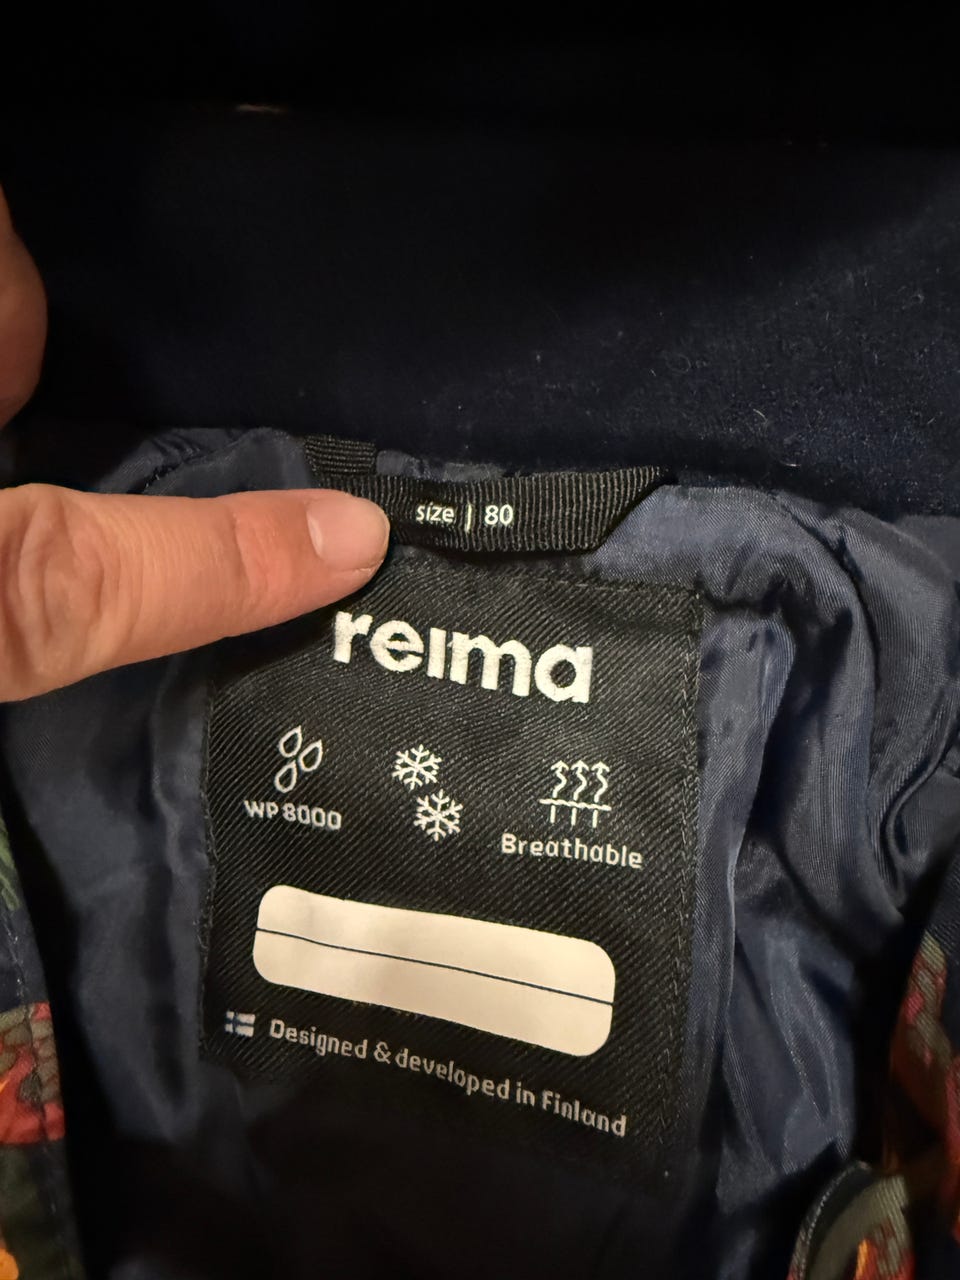 size | 80
reima
WP 8000
Breathable
Designed & developed in Finland